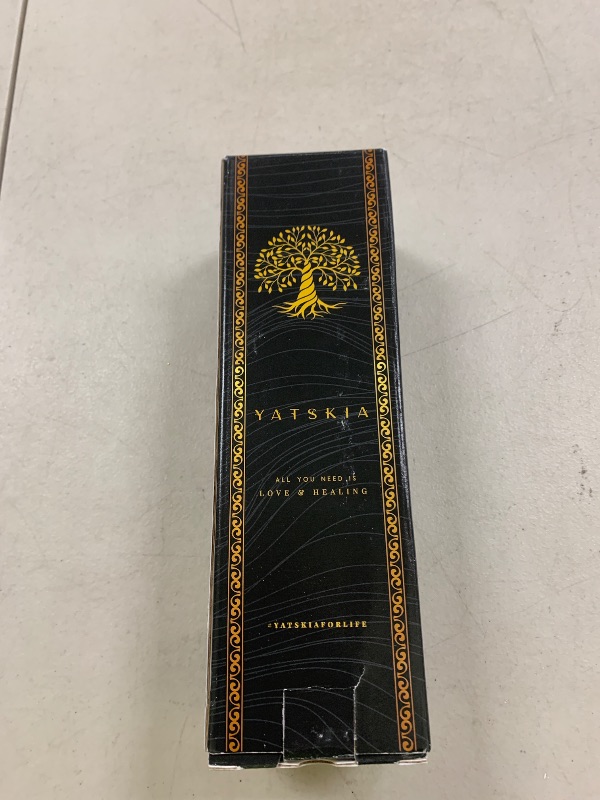 YATSKIA
ALL YOU NEED IS
LOVE & HEALING
#YATSKIAFORLIFE